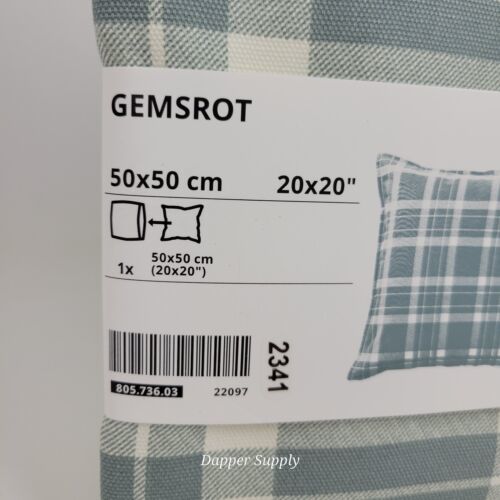 GEMSROT
50x50 cm 20x20"
1x 50x50 cm
(20x20")
2341
805.736.03 22097
Dapper Supply